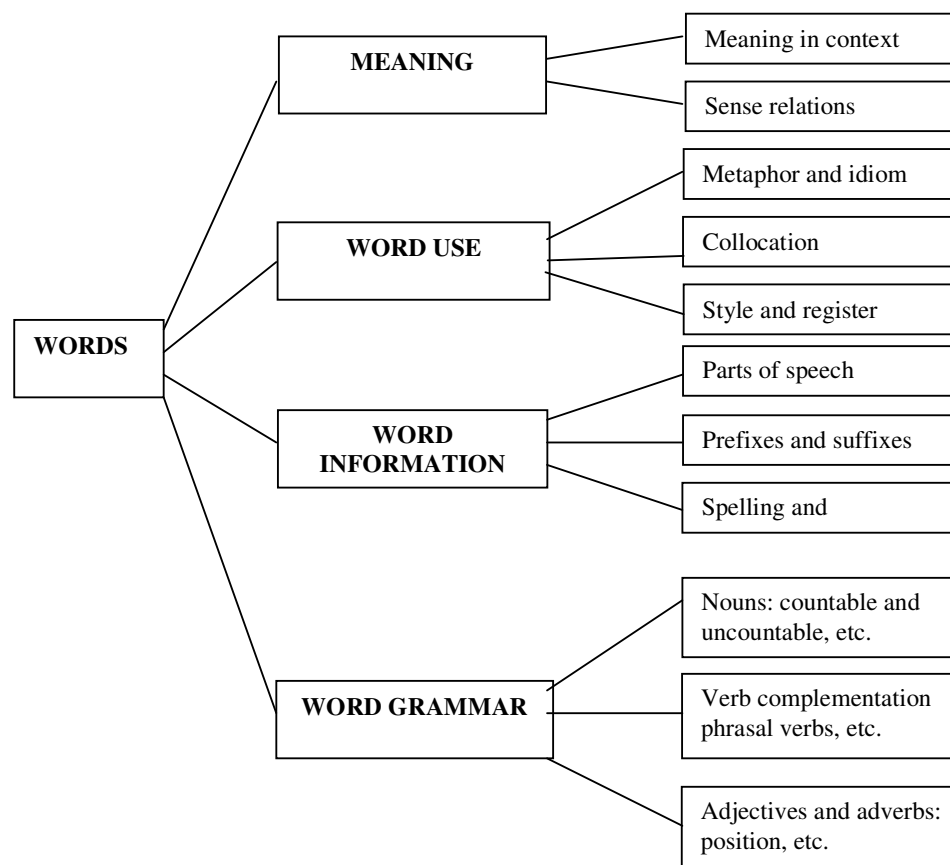 WORDS
MEANING
Meaning in context
Sense relations
WORD USE
Metaphor and idiom
Collocation
Style and register
WORD
INFORMATION
Parts of speech
Prefixes and suffixes
Spelling and
WORD GRAMMAR
Nouns: countable and
uncountable, etc.
Verb complementation
phrasal verbs, etc.
Adjectives and adverbs:
position, etc.